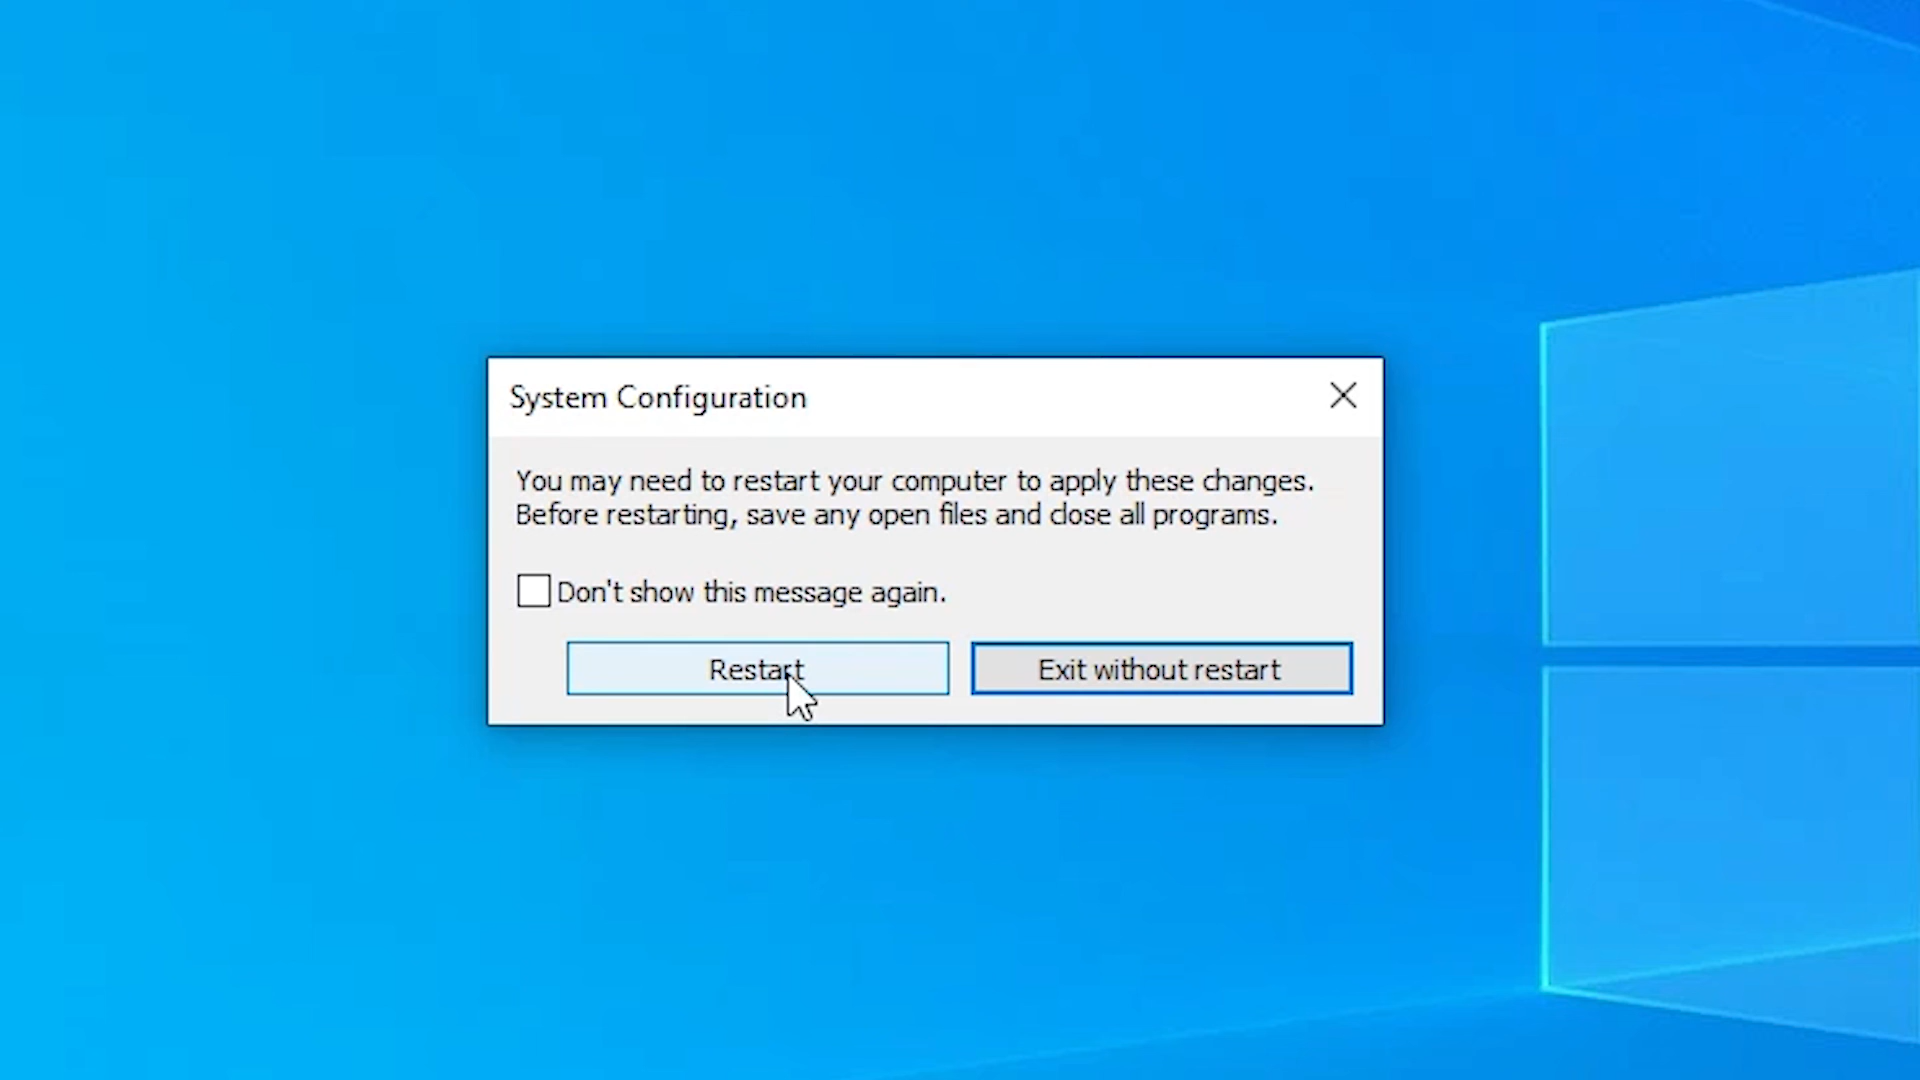 System Configuration
You may need to restart your computer to apply these changes.
Before restarting, save any open files and close all programs.
Don't show this message again.
Restart
Exit without restart